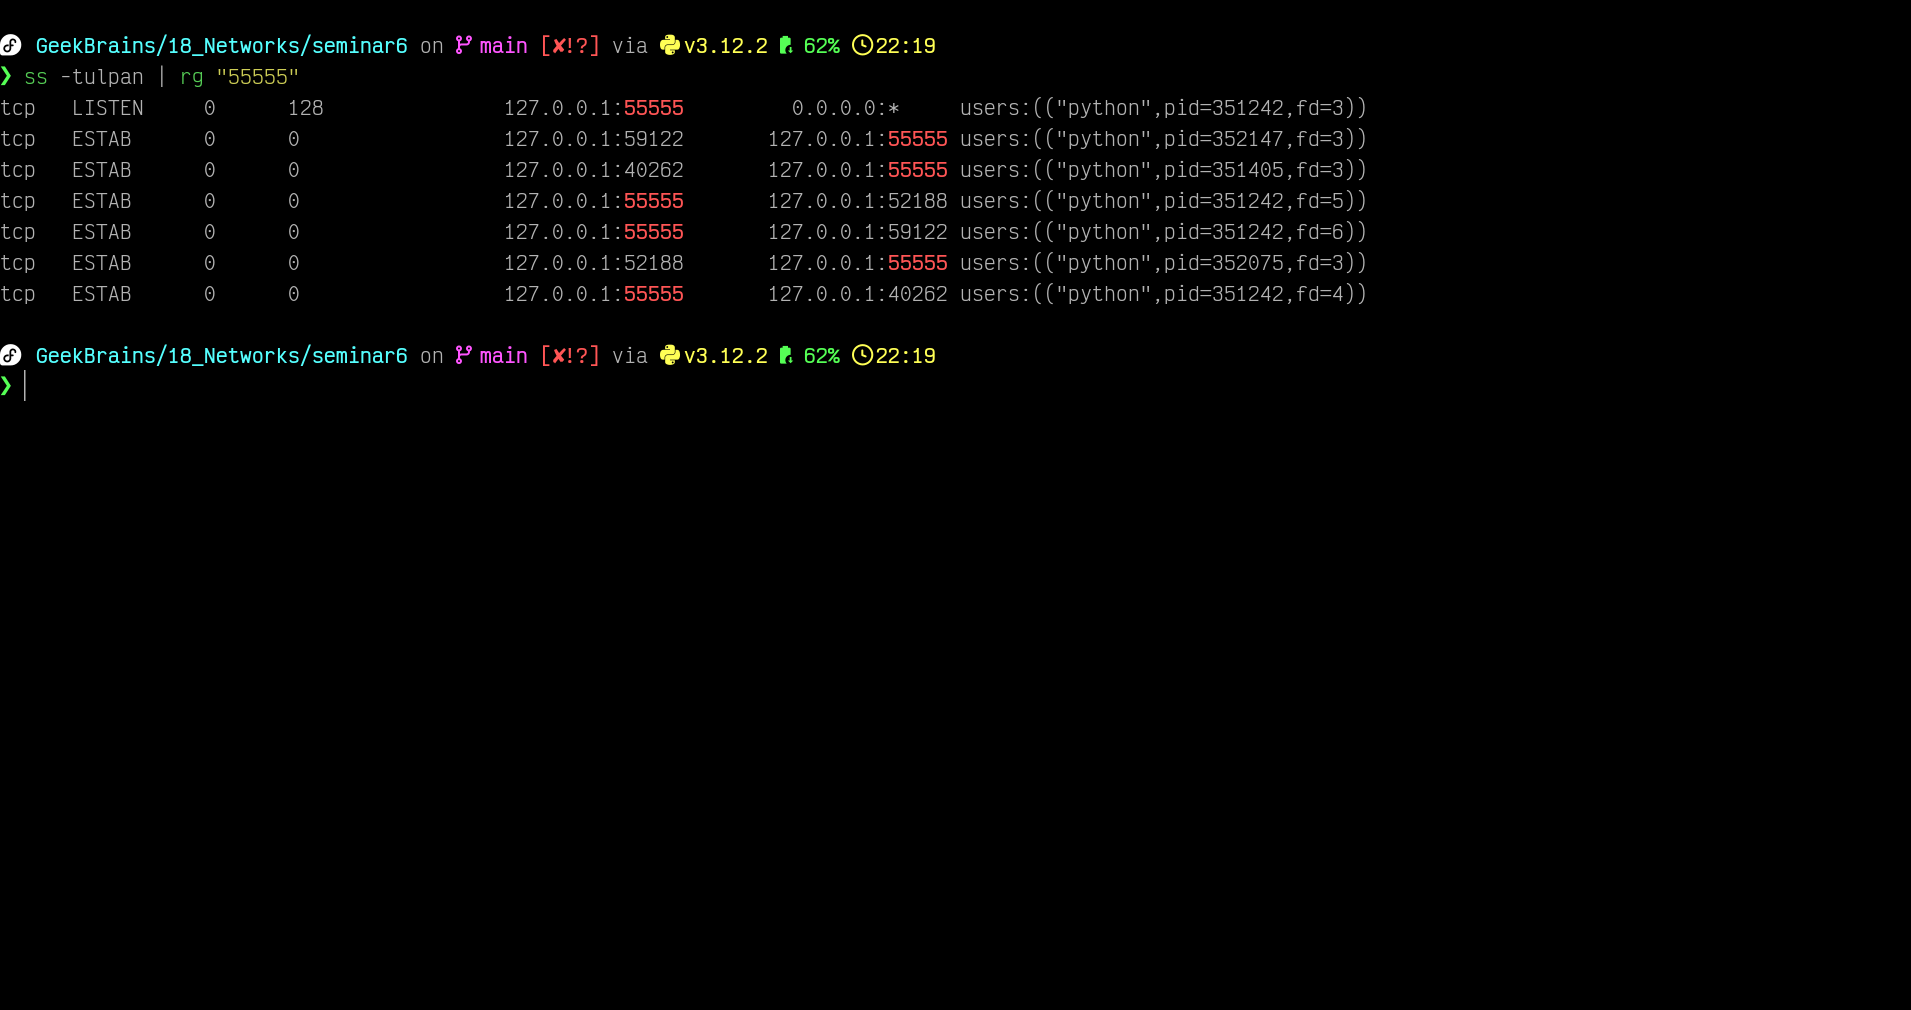 GeekBrains/18_Networks/seminar6 on main [✘!?] via v3.12.2 62% 22:19
❯ ss -tulpan | rg "55555"
tcp LISTEN 0 128 127.0.0.1:55555 0.0.0.0:* users:(("python",pid=351242,fd=3))
tcp ESTAB 0 0 127.0.0.1:59122 127.0.0.1:55555 users:(("python",pid=352147,fd=3))
tcp ESTAB 0 0 127.0.0.1:40262 127.0.0.1:55555 users:(("python",pid=351405,fd=3))
tcp ESTAB 0 0 127.0.0.1:55555 127.0.0.1:52188 users:(("python",pid=351242,fd=5))
tcp ESTAB 0 0 127.0.0.1:55555 127.0.0.1:59122 users:(("python",pid=351242,fd=6))
tcp ESTAB 0 0 127.0.0.1:52188 127.0.0.1:55555 users:(("python",pid=352075,fd=3))
tcp ESTAB 0 0 127.0.0.1:55555 127.0.0.1:40262 users:(("python",pid=351242,fd=4))
GeekBrains/18_Networks/seminar6 on main [✘!?] via v3.12.2 62% 22:19
❯